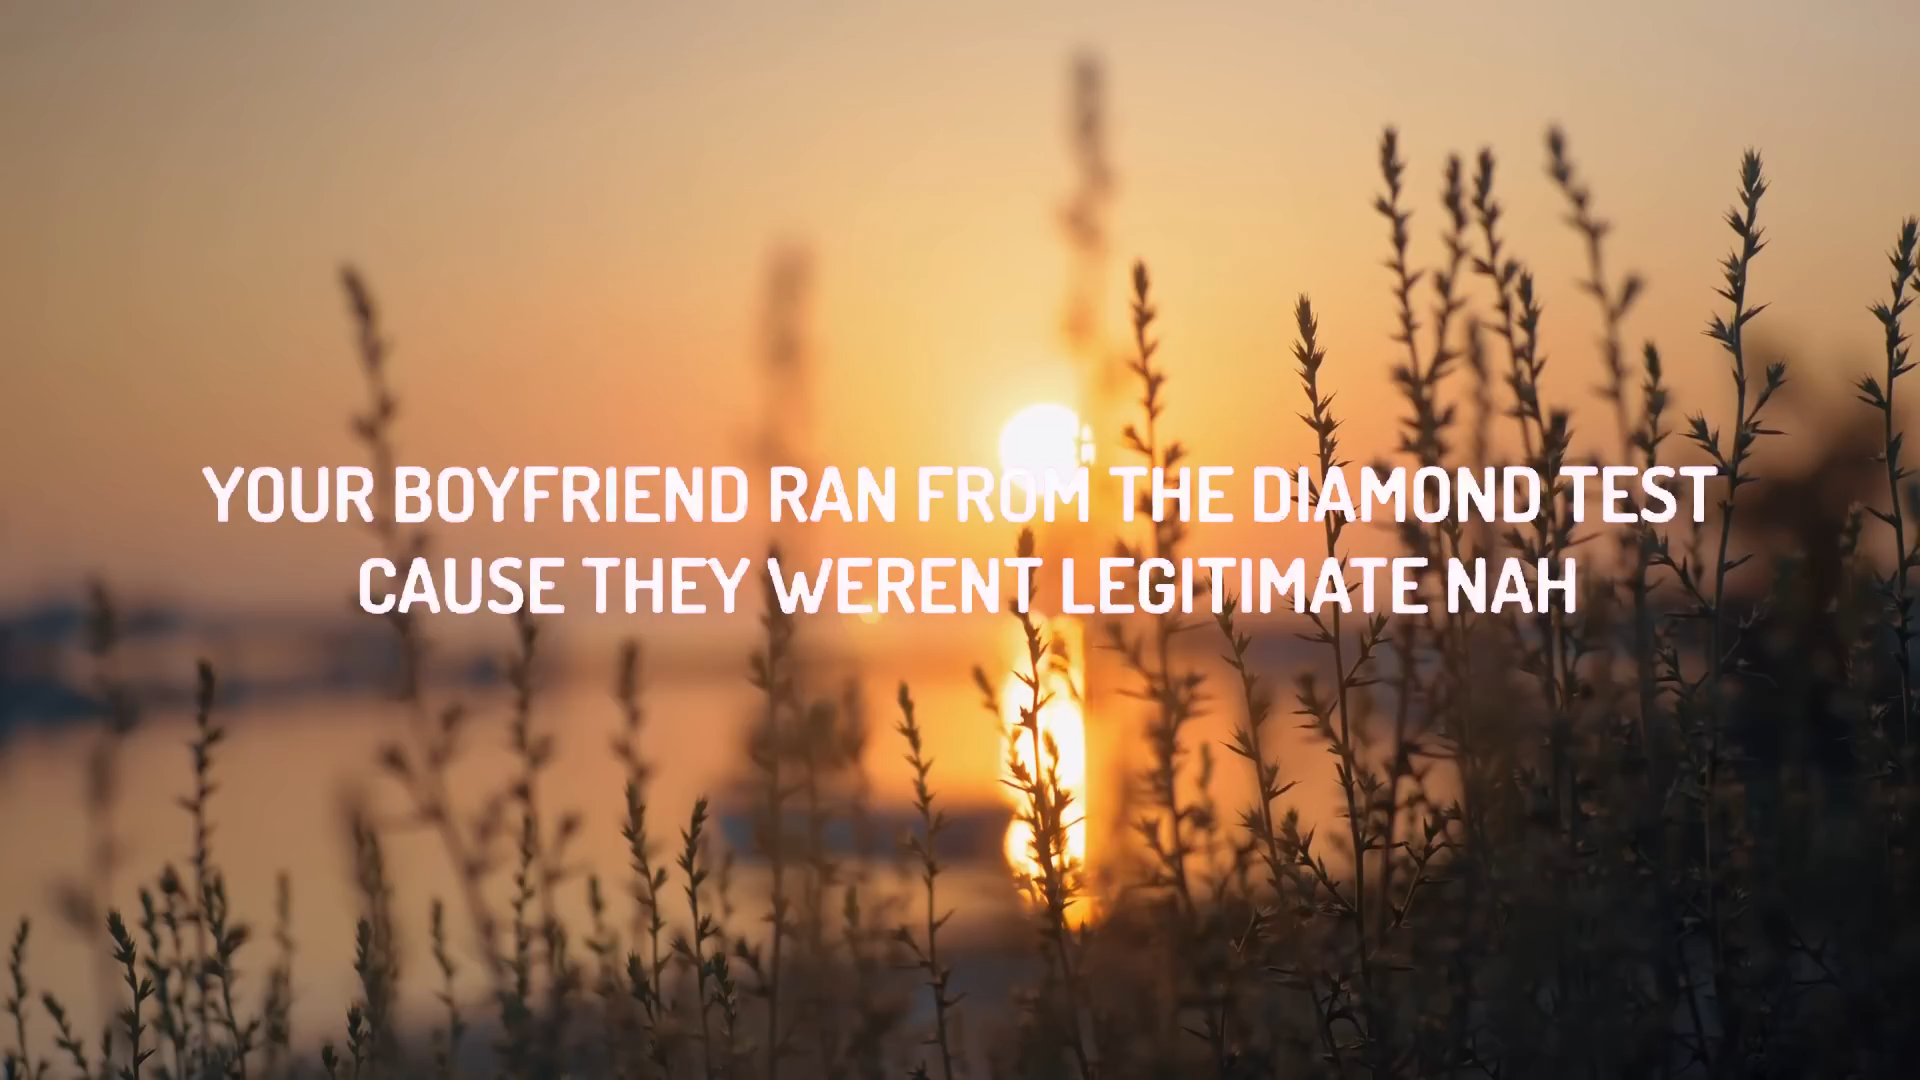 YOUR BOYFRIEND RAN FROM THE DIAMOND TEST
CAUSE THEY WERENT LEGITIMATE NAH